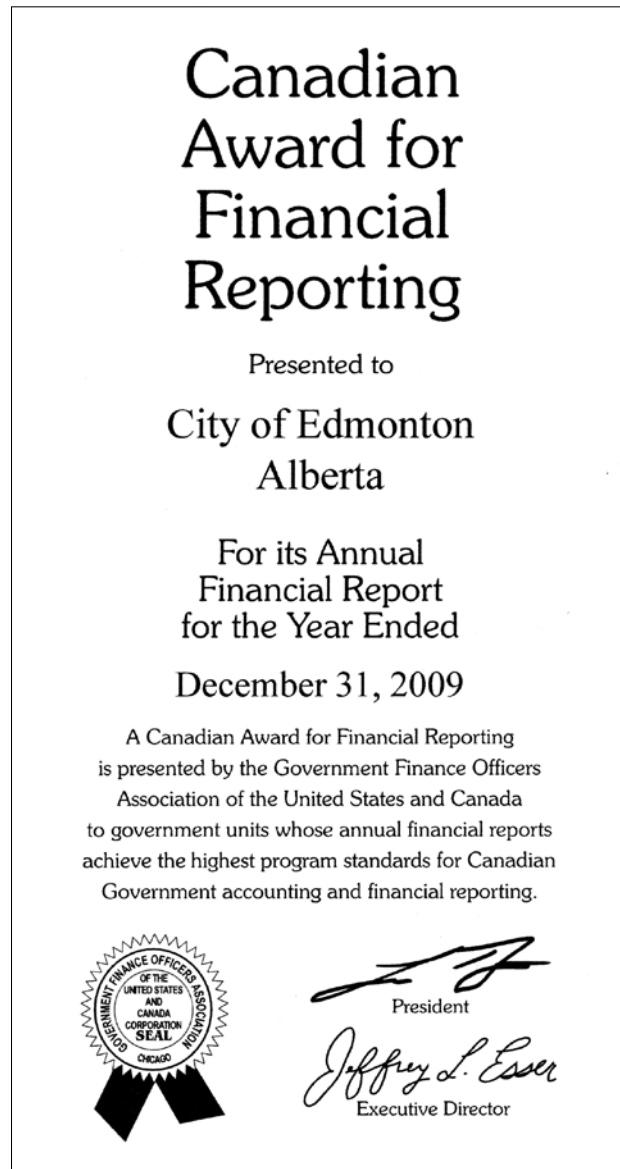 Canadian
Award for
Financial
Reporting
Presented to
City of Edmonton
Alberta
For its Annual
Financial Report
for the Year Ended
December 31, 2009
A Canadian Award for Financial Reporting
is presented by the Government Finance Officers
Association of the United States and Canada
to government units whose annual financial reports
achieve the highest program standards for Canadian
Government accounting and financial reporting.
GOVERNMENT FINANCE OFFICERS ASSOCIATION
OF THE
UNITED STATES
AND
CANADA
CORPORATION
SEAL
CHICAGO
President
Jeffrey L. Esser
Executive Director